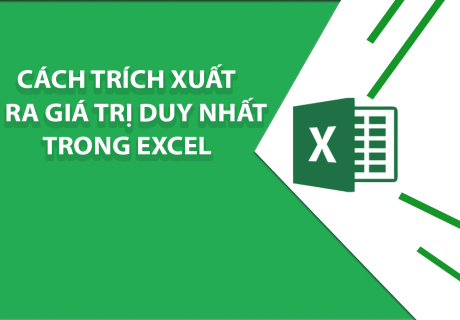 CÁCH TRÍCH XUẤT
RA GIÁ TRỊ DUY NHẤT
TRONG EXCEL
X